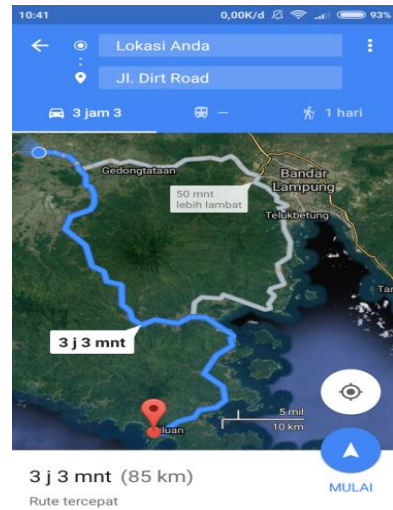 10:41 0,00K/d 93%
Lokasi Anda
Jl. Dirt Road
3 jam 3 — 1 hari
Gedongtataan
Bandar
Lampung
50 mnt
lebih lambat
Telukbetung
Tar
3 j 3 mnt
luan
5 mil
10 km
3 j 3 mnt (85 km)
Rute tercepat
MULAI